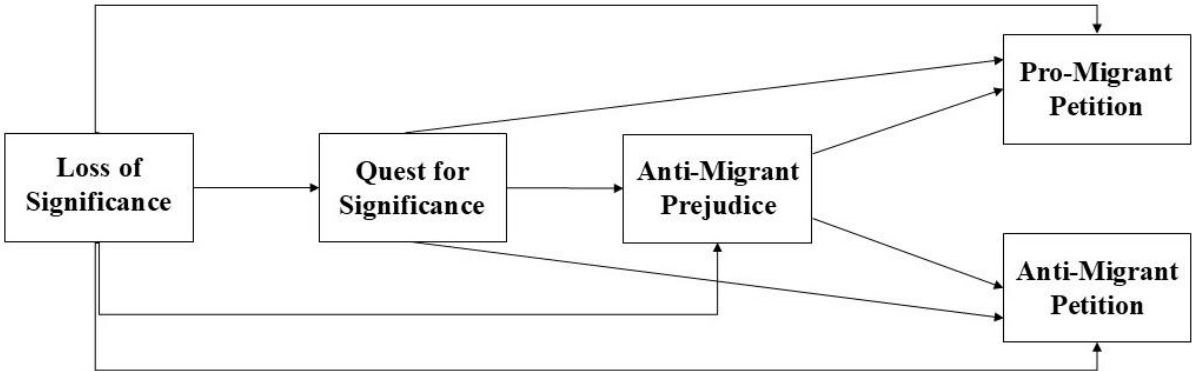 Loss of
Significance
Quest for
Significance
Anti-Migrant
Prejudice
Pro-Migrant
Petition
Anti-Migrant
Petition